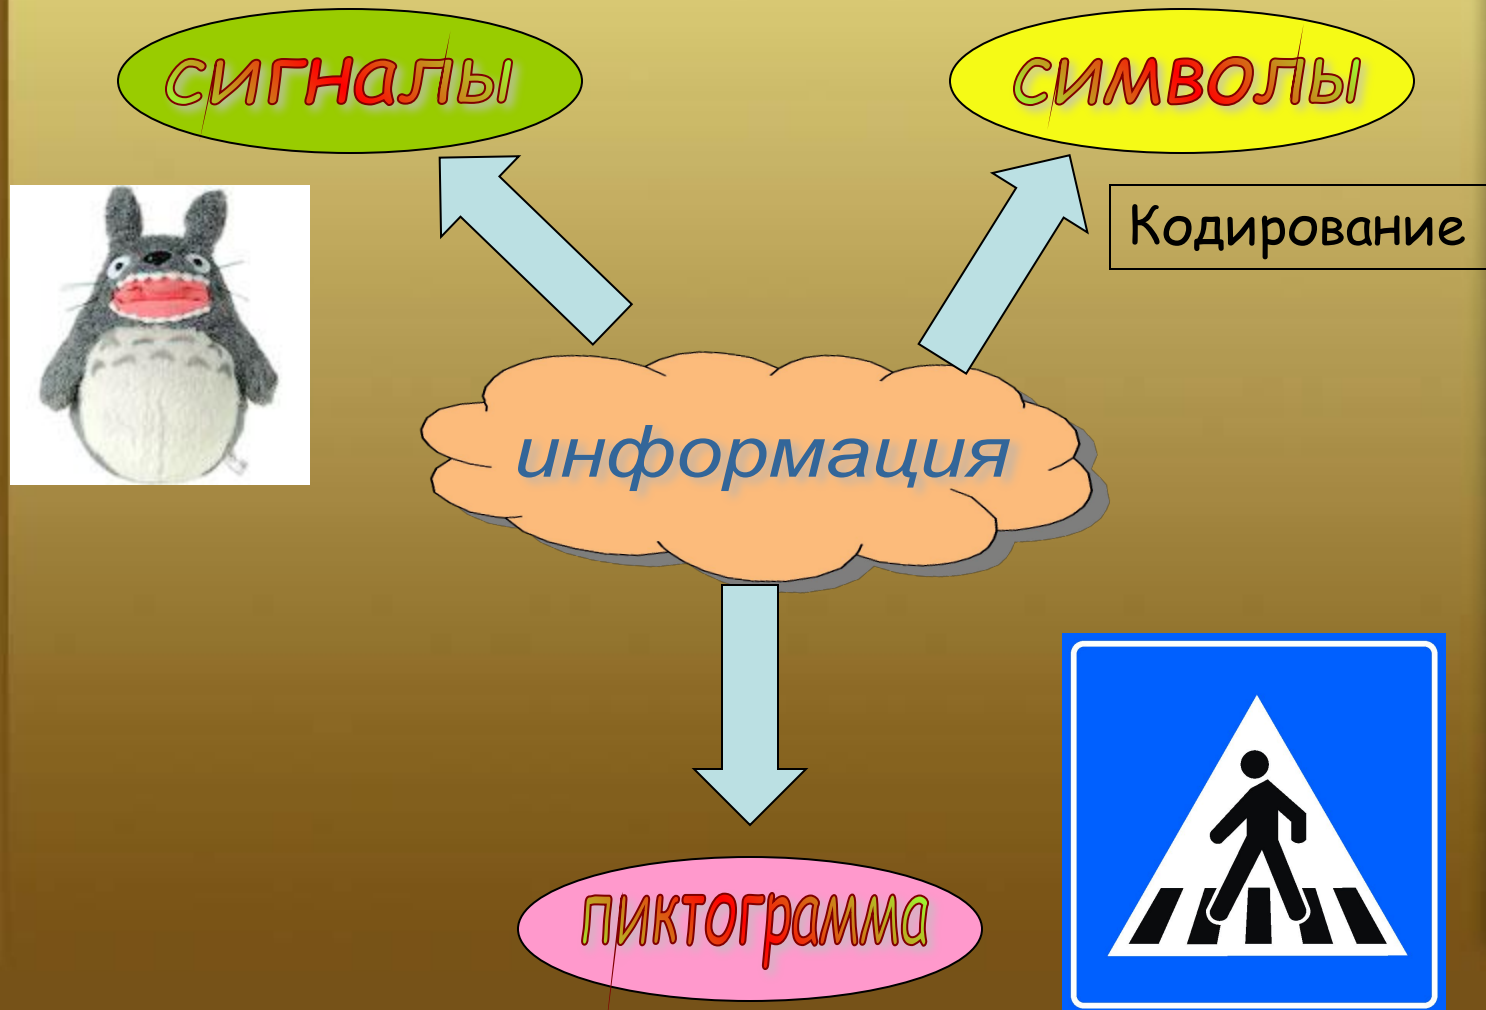 сигналы
символы
Кодирование
информация
пиктограмма